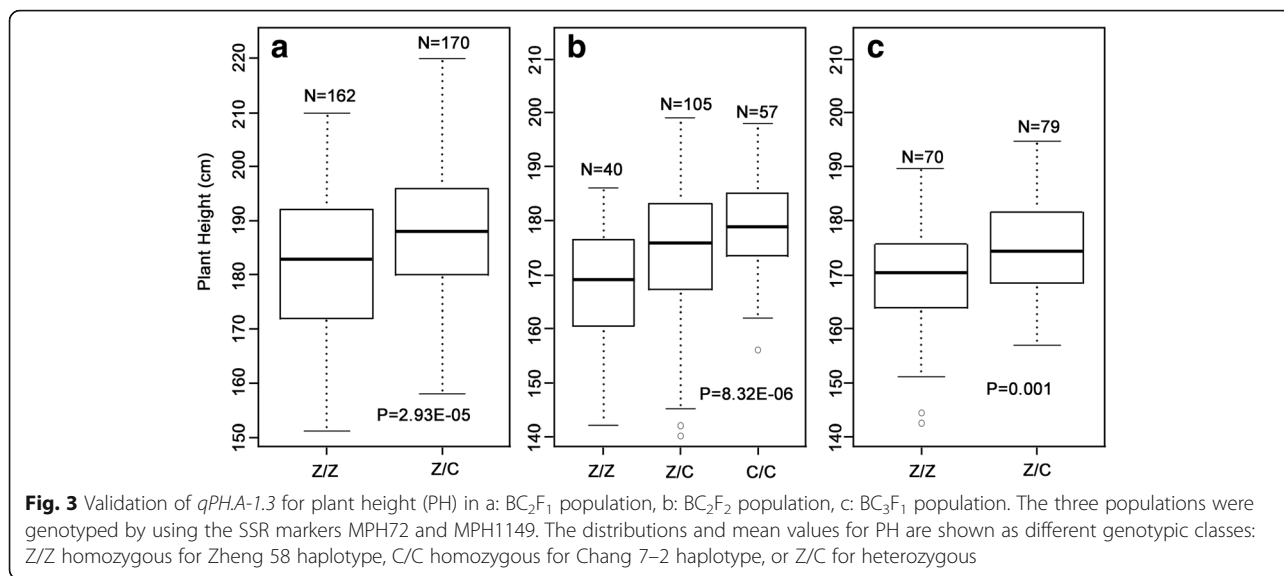 a
b
c
Plant Height (cm)
220
210
200
190
180
170
160
150
N=162
N=170
P=2.93E-05
Z/Z
Z/C
210
200
190
180
170
160
150
140
N=40
N=105
N=57
P=8.32E-06
Z/Z
Z/C
C/C
210
200
190
180
170
160
150
140
N=70
N=79
P=0.001
Z/Z
Z/C
Fig. 3 Validation of qPH.A-1.3 for plant height (PH) in a: BC₂F₁ population, b: BC₂F₂ population, c: BC₃F₁ population. The three populations were
genotyped by using the SSR markers MPH72 and MPH1149. The distributions and mean values for PH are shown as different genotypic classes:
Z/Z homozygous for Zheng 58 haplotype, C/C homozygous for Chang 7–2 haplotype, or Z/C for heterozygous